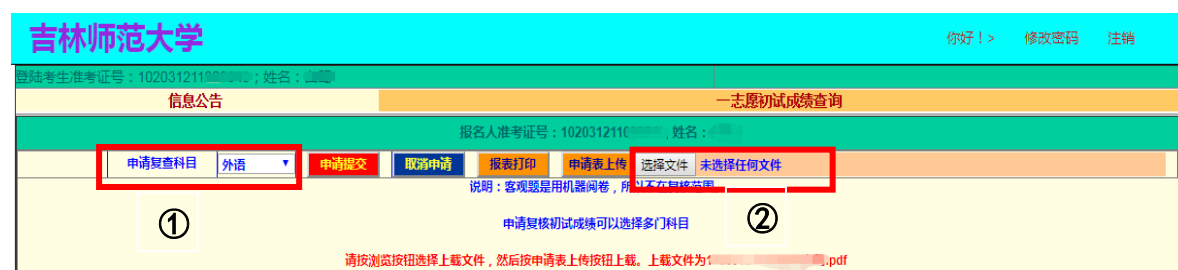 吉林师范大学
你好！> 修改密码 注销
登陆考生准考证号：102031211 ；姓名：
信息公告 一志愿初试成绩查询
报名人准考证号：1020312110 ，姓名：
申请复查科目 外语 申请提交 取消申请 报表打印 申请表上传 选择文件 未选择任何文件
说明：客观题是用机器阅卷，所以不在复核范围
① ②
申请复核初试成绩可以选择多门科目
请按浏览按钮选择上载文件，然后按申请表上传按钮上载。上载文件为1 .pdf